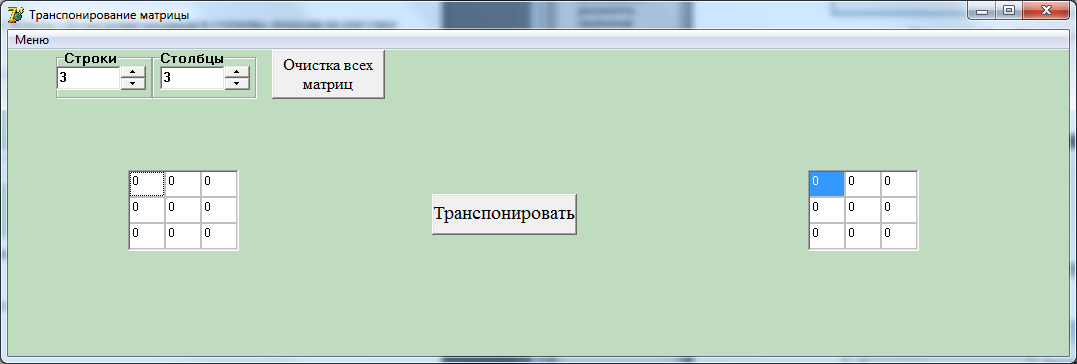 Транспонирование матрицы
Меню
Строки
Столбцы
3
3
Очистка всех
матриц
0 0 0
0 0 0
0 0 0
Транспонировать
0 0 0
0 0 0
0 0 0